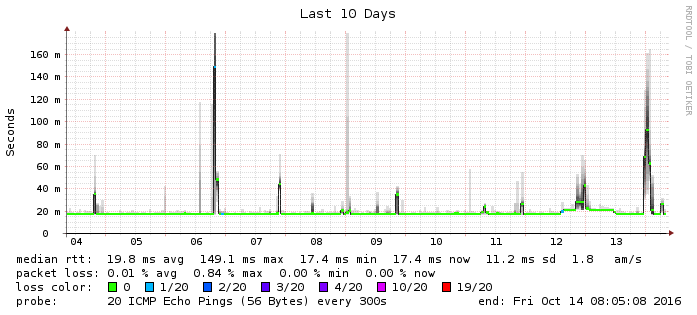 Last 10 Days
RRDTOOL / TOBI OETIKER
Seconds
160 m
140 m
120 m
100 m
80 m
60 m
40 m
20 m
0
04 05 06 07 08 09 10 11 12 13
median rtt: 19.8 ms avg 149.1 ms max 17.4 ms min 17.4 ms now 11.2 ms sd 1.8 am/s
packet loss: 0.01 % avg 0.84 % max 0.00 % min 0.00 % now
loss color: 0 1/20 2/20 3/20 4/20 10/20 19/20
probe: 20 ICMP Echo Pings (56 Bytes) every 300s end: Fri Oct 14 08:05:08 2016